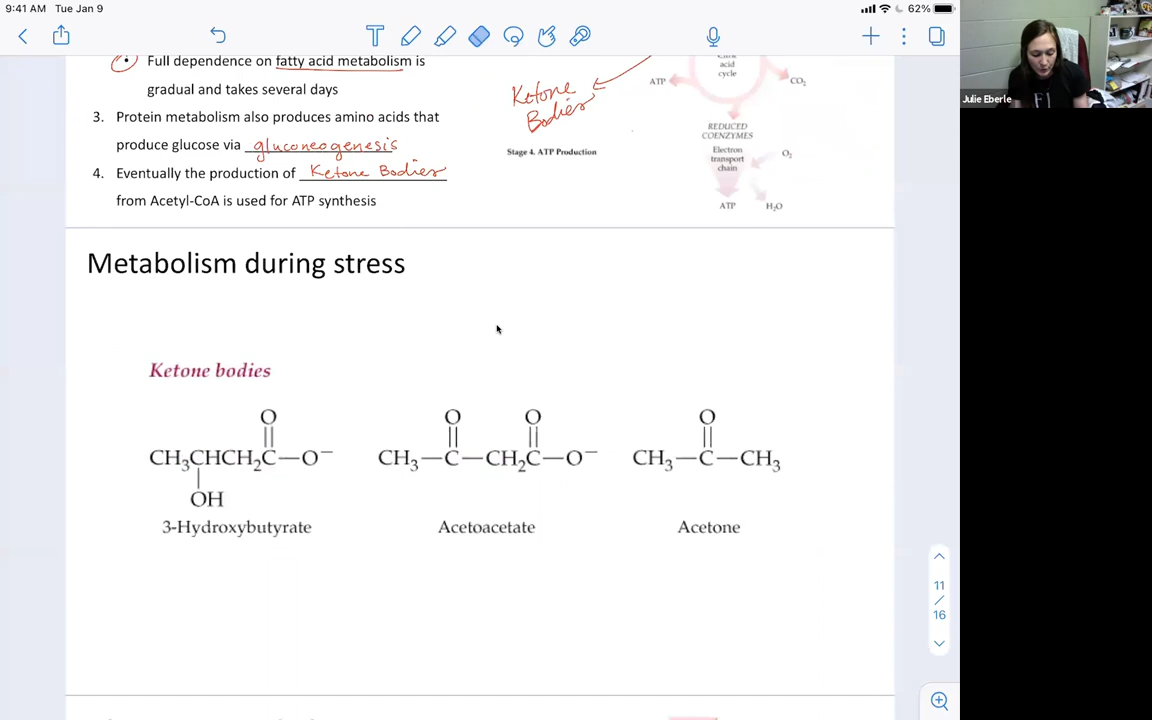 9:41 AM Tue Jan 9
62%
Full dependence on fatty acid metabolism is
gradual and takes several days
3. Protein metabolism also produces amino acids that
produce glucose via gluconeogenesis
4. Eventually the production of Ketone Bodies
from Acetyl-CoA is used for ATP synthesis
Ketone
Bodies
Stage 4. ATP Production
acid
cycle
ATP
CO₂
REDUCED
COENZYMES
Electron
transport
chain
O₂
ATP
H₂O
Julie Eberle
Metabolism during stress
Ketone bodies
O
CH₃CHCH₂C—O⁻
OH
3-Hydroxybutyrate
O O
CH₃—C—CH₂C—O⁻
Acetoacetate
O
CH₃—C—CH₃
Acetone
11
/
16